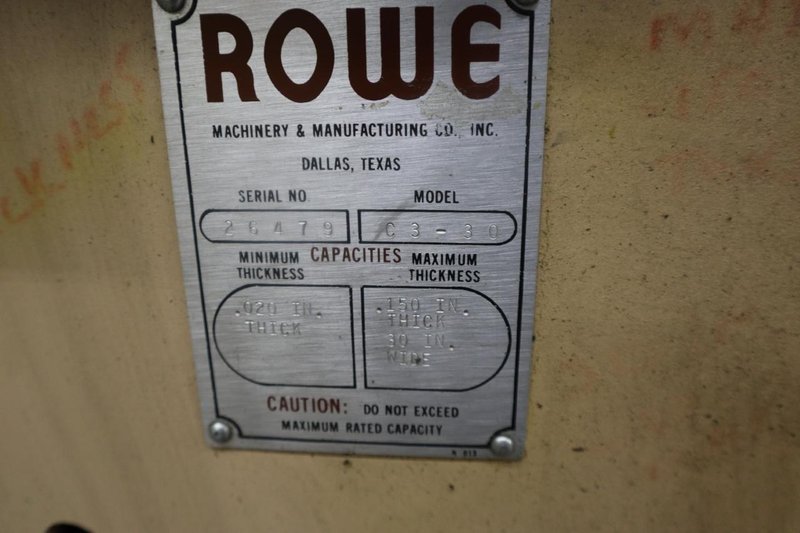 ROWE
MACHINERY & MANUFACTURING CO., INC.
DALLAS, TEXAS
SERIAL NO MODEL
26479 C3-30
CAPACITIES
MINIMUM THICKNESS MAXIMUM THICKNESS
.020 IN.
THICK
.150 IN.
THICK
30 IN.
WIDE
CAUTION: DO NOT EXCEED
MAXIMUM RATED CAPACITY